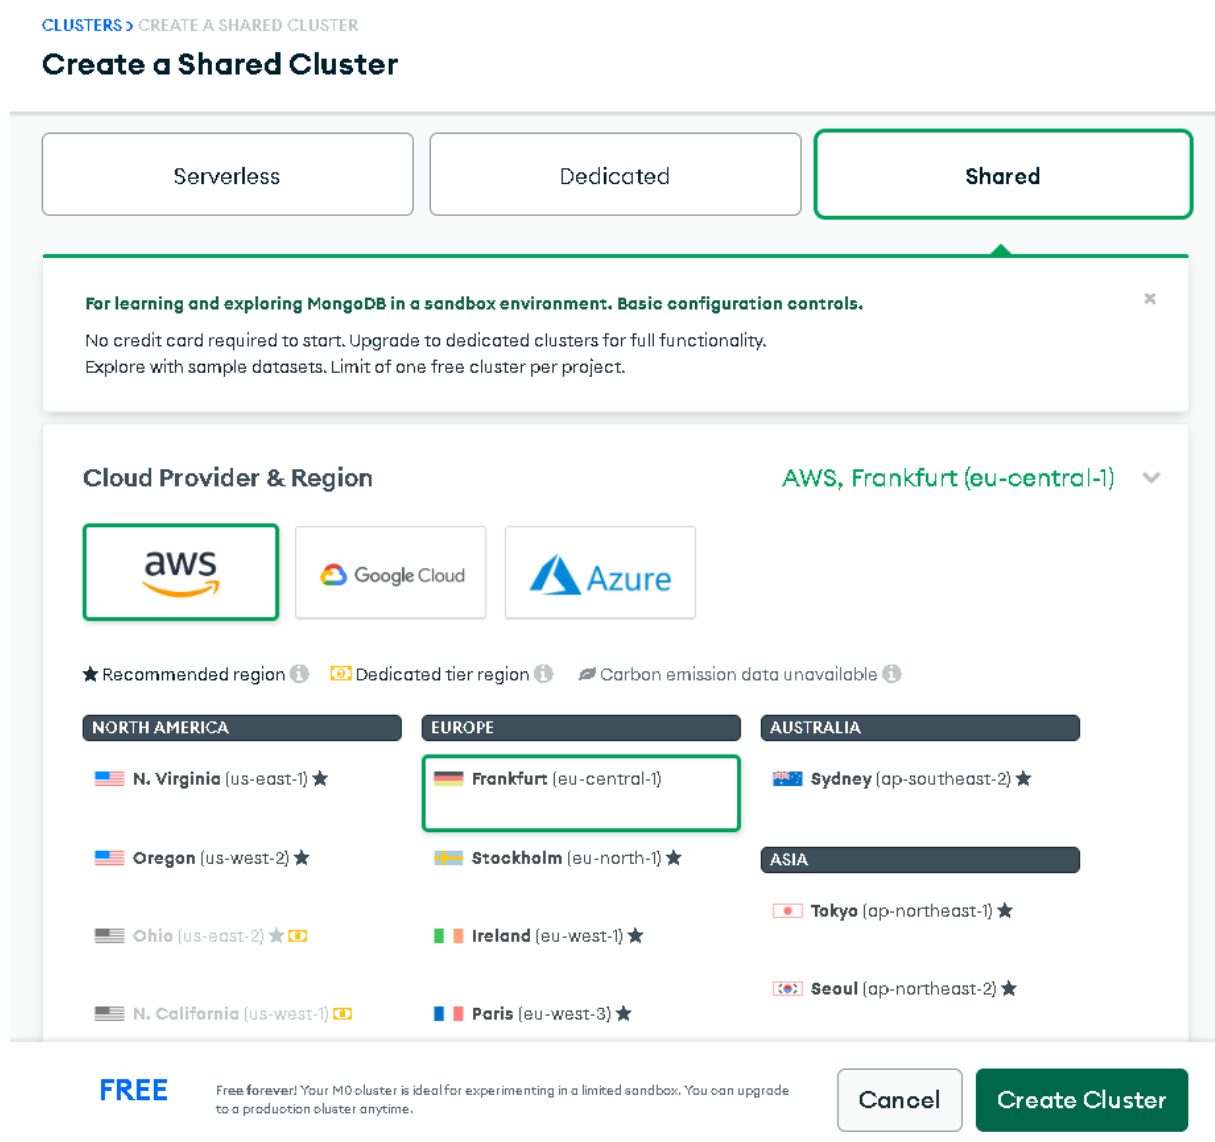 CLUSTERS > CREATE A SHARED CLUSTER
Create a Shared Cluster
Serverless
Dedicated
Shared
For learning and exploring MongoDB in a sandbox environment. Basic configuration controls.
No credit card required to start. Upgrade to dedicated clusters for full functionality.
Explore with sample datasets. Limit of one free cluster per project.
Cloud Provider & Region
AWS, Frankfurt (eu-central-1)
aws
Google Cloud
Azure
Recommended region
Dedicated tier region
Carbon emission data unavailable
NORTH AMERICA
N. Virginia (us-east-1)
Oregon (us-west-2)
Ohio (us-east-2)
N. California (us-west-1)
EUROPE
Frankfurt (eu-central-1)
Stockholm (eu-north-1)
Ireland (eu-west-1)
Paris (eu-west-3)
AUSTRALIA
Sydney (ap-southeast-2)
ASIA
Tokyo (ap-northeast-1)
Seoul (ap-northeast-2)
FREE
Free forever! Your M0 cluster is ideal for experimenting in a limited sandbox. You can upgrade
to a production cluster anytime.
Cancel
Create Cluster